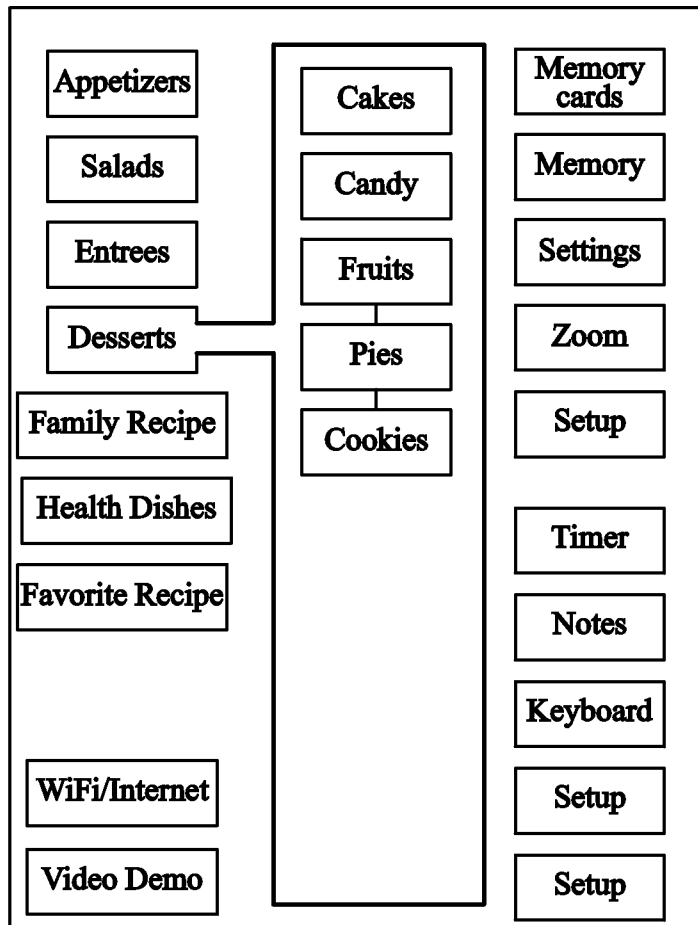 Appetizers
Salads
Entrees
Desserts
Family Recipe
Health Dishes
Favorite Recipe
WiFi/Internet
Video Demo
Cakes
Candy
Fruits
Pies
Cookies
Memory
cards
Memory
Settings
Zoom
Setup
Timer
Notes
Keyboard
Setup
Setup